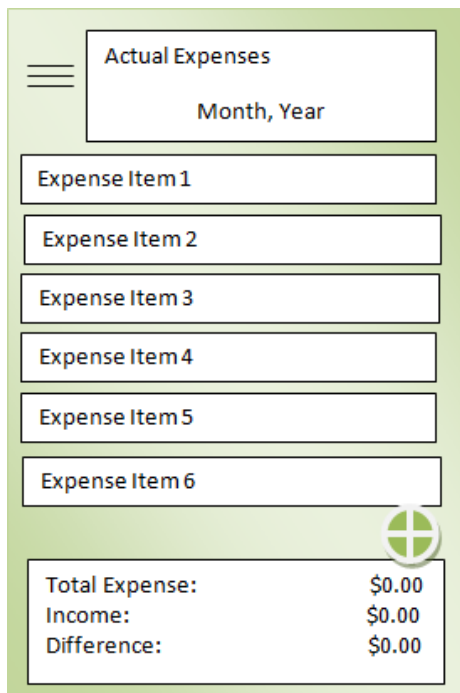 Actual Expenses
Month, Year
Expense Item 1
Expense Item 2
Expense Item 3
Expense Item 4
Expense Item 5
Expense Item 6
Total Expense: $0.00
Income: $0.00
Difference: $0.00